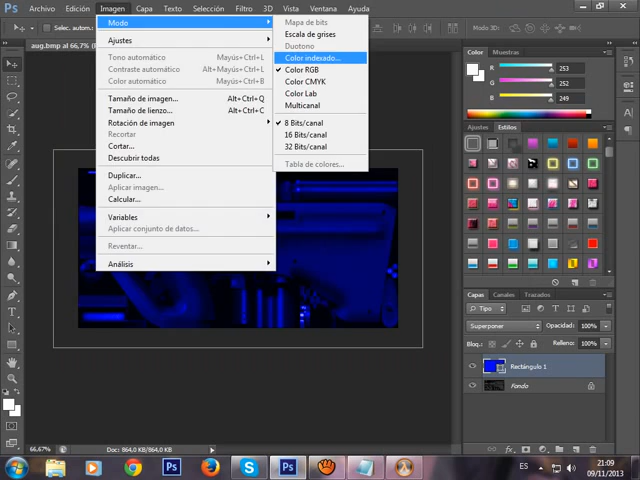 Ps Archivo Edición Imagen Capa Texto Selección Filtro 3D Vista Ventana Ayuda
Modo
Ajustes
Tono automático Mayús+Ctrl+L
Contraste automático Alt+Mayús+Ctrl+L
Color automático Mayús+Ctrl+B
Tamaño de imagen... Alt+Ctrl+Q
Tamaño de lienzo... Alt+Ctrl+C
Rotación de imagen
Recortar
Cortar...
Descubrir todas
Duplicar...
Aplicar imagen...
Calcular...
Variables
Aplicar conjunto de datos...
Reventar...
Análisis
Mapa de bits
Escala de grises
Duotono
Color indexado...
Color RGB
Color CMYK
Color Lab
Multicanal
8 Bits/canal
16 Bits/canal
32 Bits/canal
Tabla de colores...
Modo 3D:
aug.bmp al 66,7%
Color Muestras
R 253
G 252
B 249
Ajustes Estilos
Capas Canales Trazados
Tipo
Superponer Opacidad: 100%
Bloq.: Relleno: 100%
Rectángulo 1
Fondo
66,67% Doc: 864,0 KB/864,0 KB
Ps
Ps
ES
21:09
09/11/2013